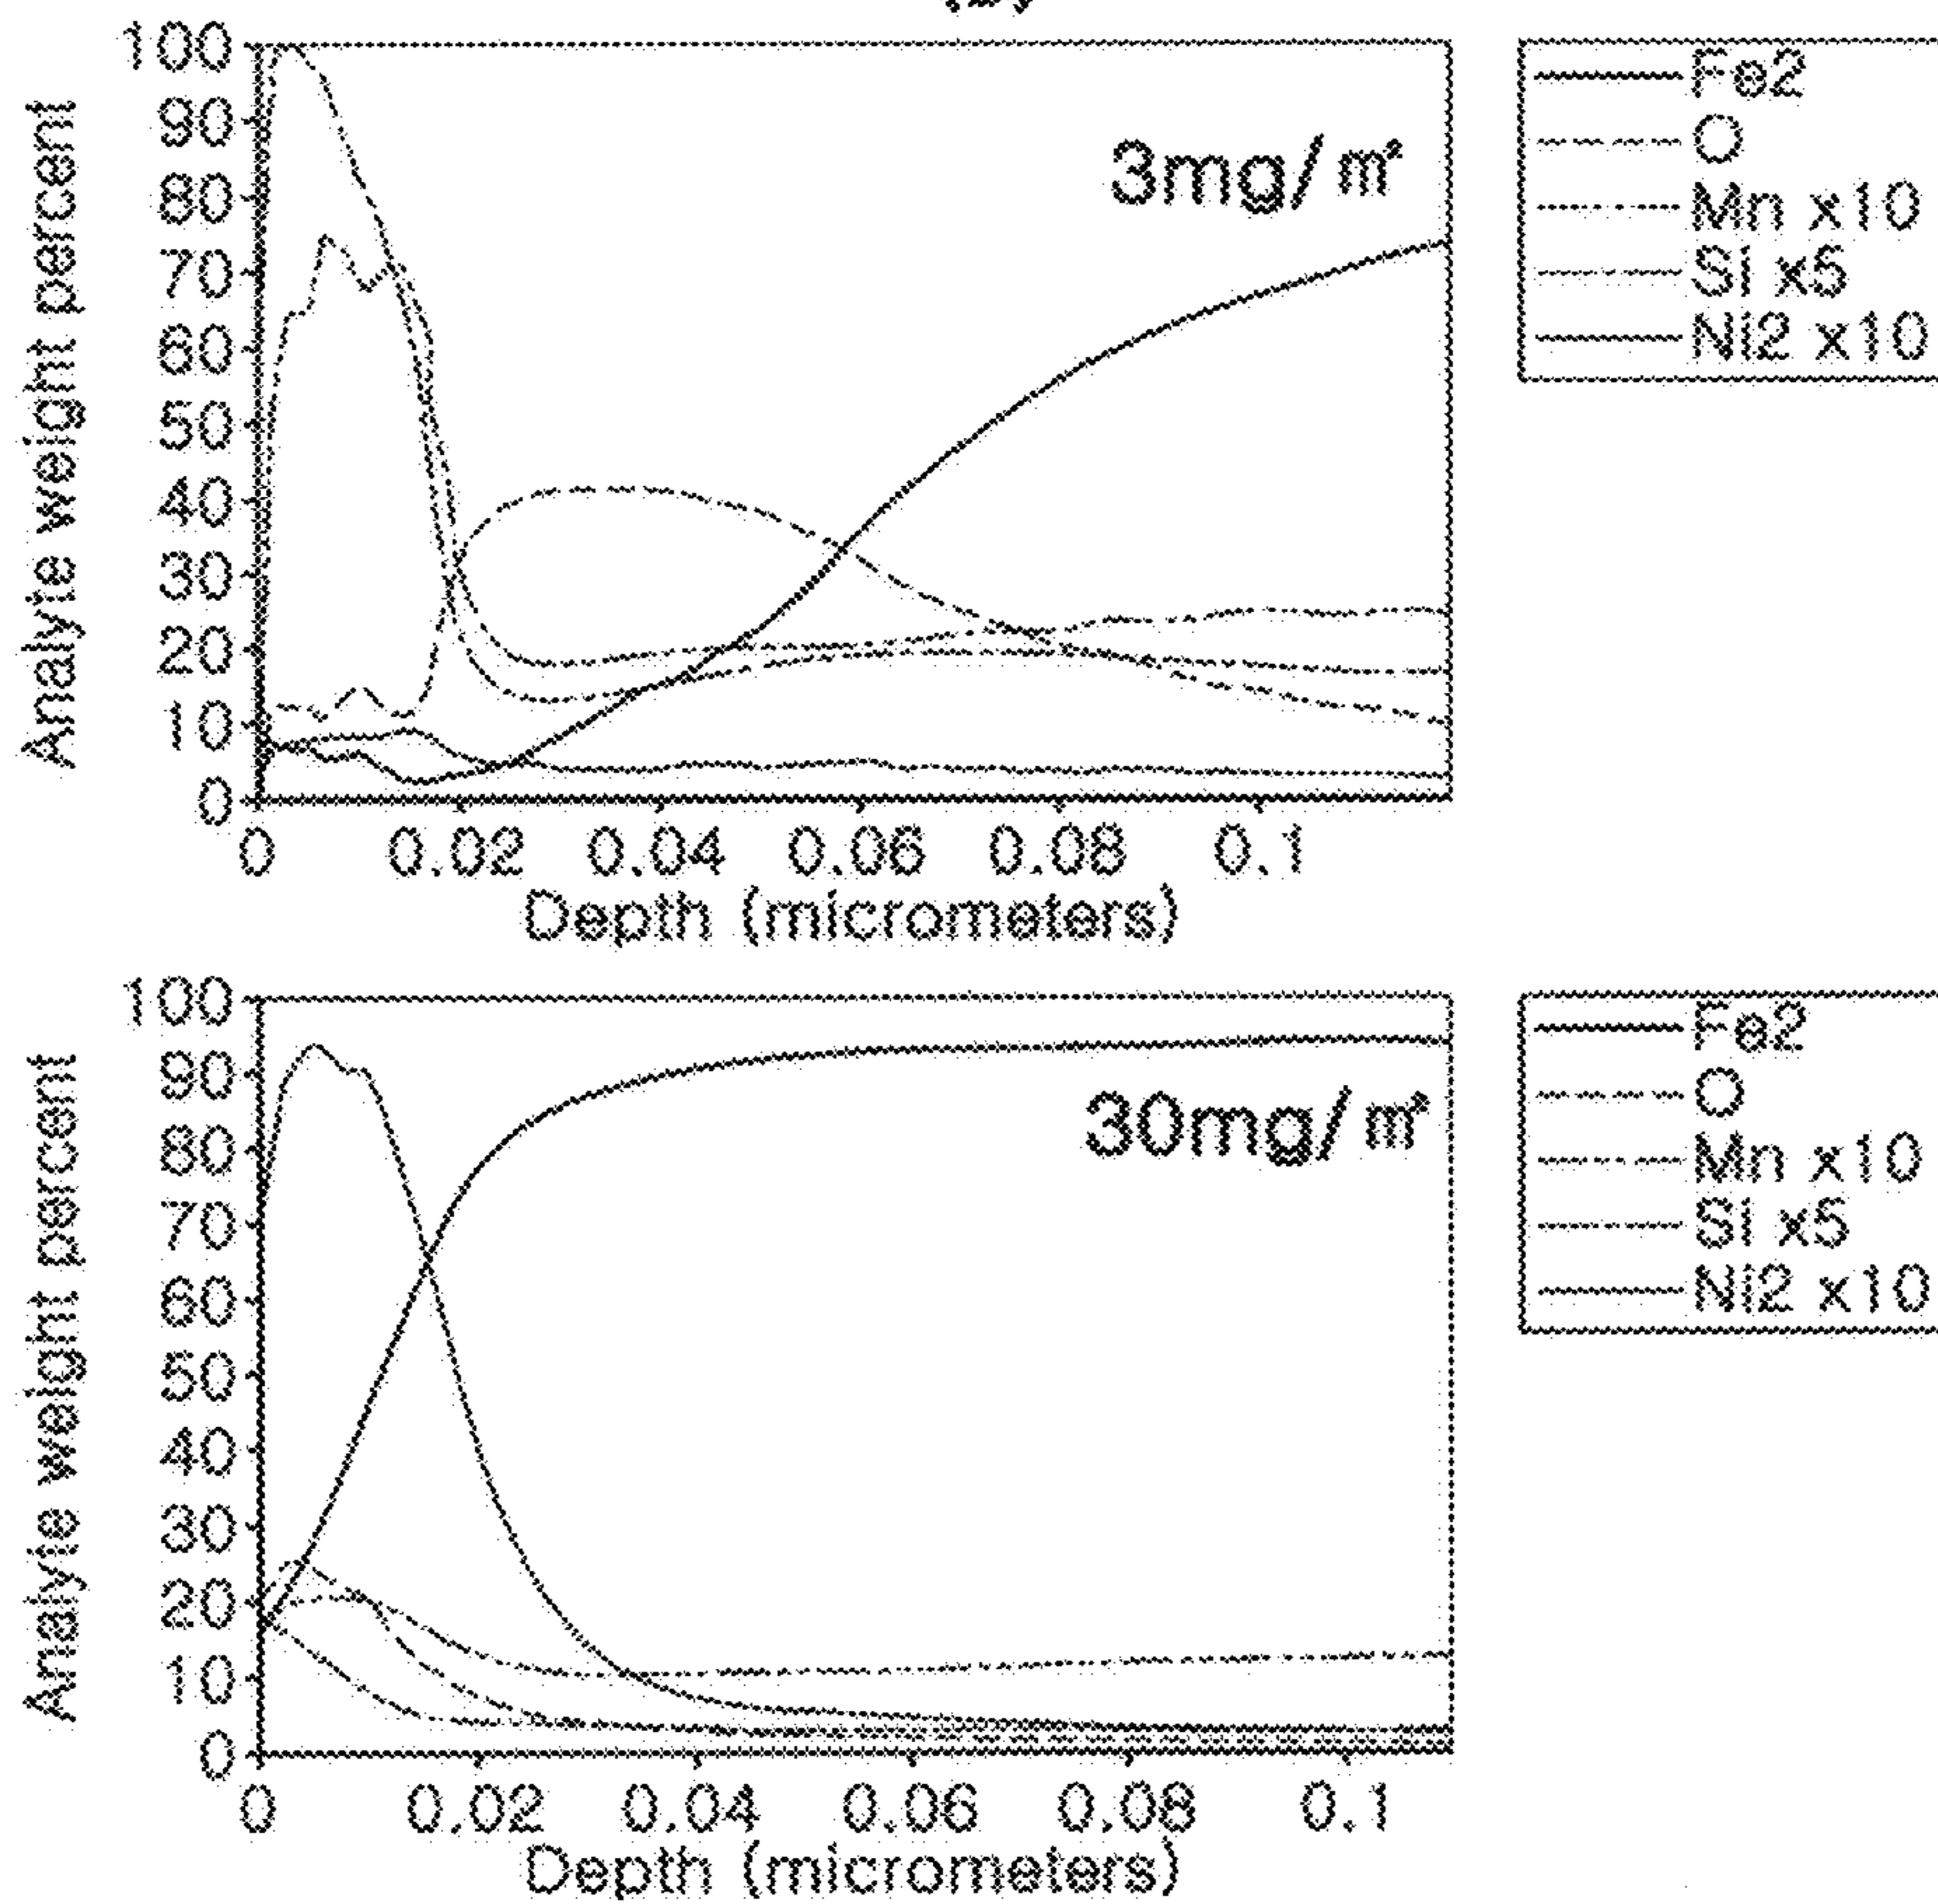 100
90
80
70
60
50
40
30
20
10
0
Analyte weight percent
3mg/㎡
Fe2
O
Mn x10
Si x5
Ni2 x10
0 0.02 0.04 0.06 0.08 0.1
Depth (micrometers)
100
90
80
70
60
50
40
30
20
10
0
Analyte weight percent
30mg/㎡
Fe2
O
Mn x10
Si x5
Ni2 x10
0 0.02 0.04 0.06 0.08 0.1
Depth (micrometers)